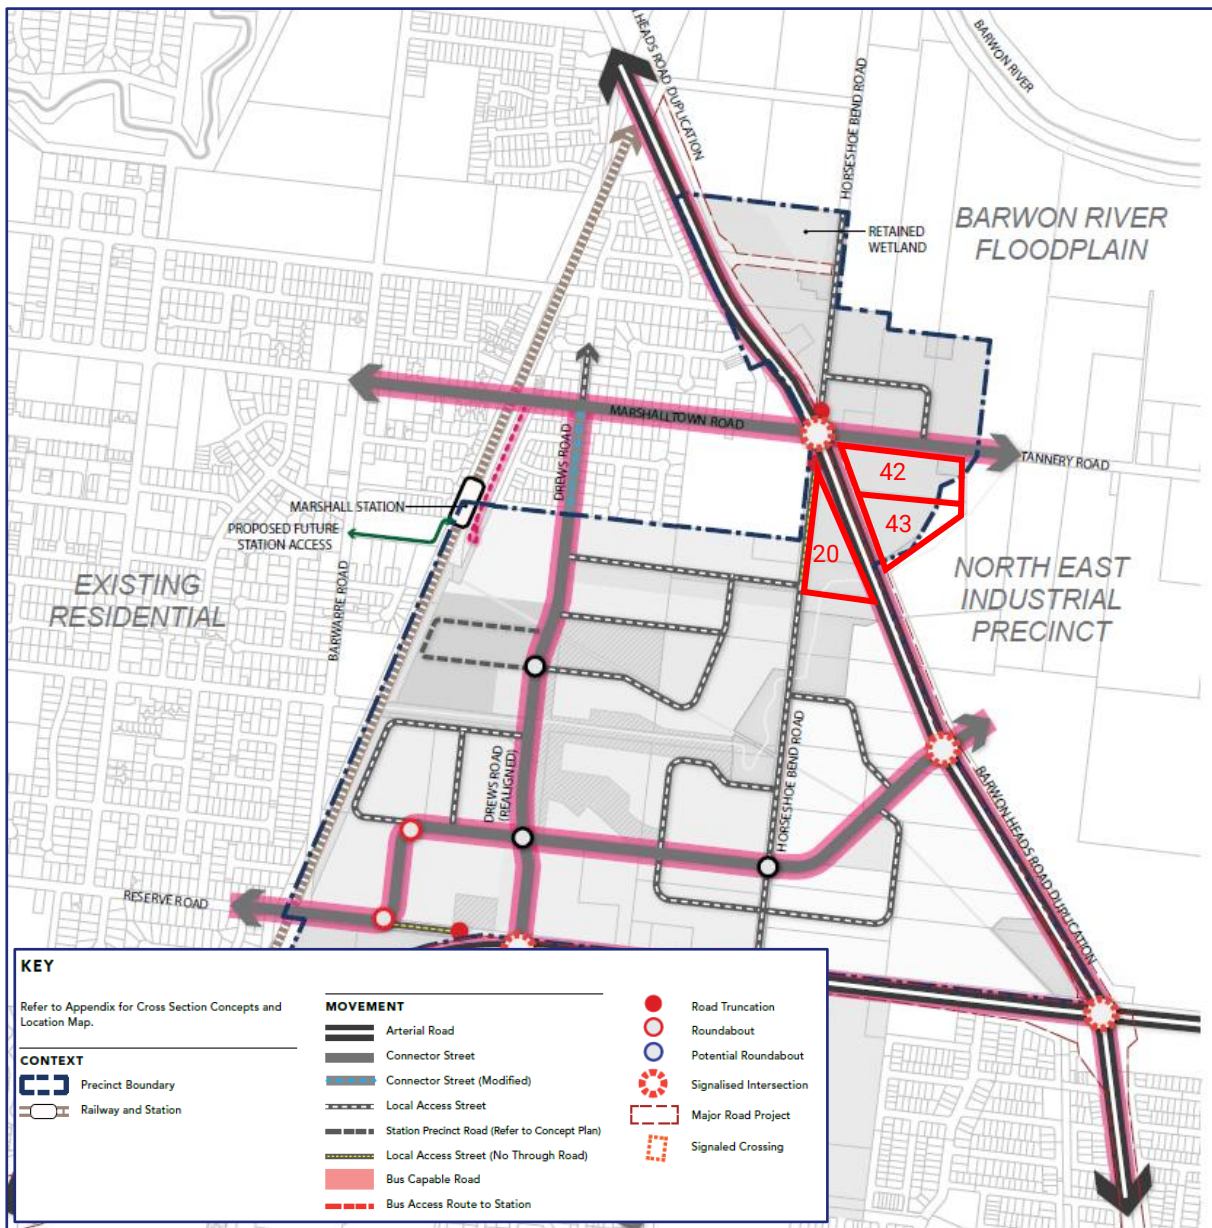 HEADS ROAD DUPLICATION
BARWON RIVER
HORSESHOE BEND ROAD
BARWON RIVER
FLOODPLAIN
RETAINED
WETLAND
MARSHALLTOWN ROAD
TANNERY ROAD
DREWS ROAD
42
43
20
MARSHALL STATION
PROPOSED FUTURE
STATION ACCESS
EXISTING
RESIDENTIAL
BARWARRE ROAD
NORTH EAST
INDUSTRIAL
PRECINCT
DREWS ROAD
(REALIGNED)
HORSESHOE BEND ROAD
BARWON HEADS ROAD DUPLICATION
RESERVE ROAD
KEY
Refer to Appendix for Cross Section Concepts and
Location Map.
CONTEXT
Precinct Boundary
Railway and Station
MOVEMENT
Arterial Road
Connector Street
Connector Street (Modified)
Local Access Street
Station Precinct Road (Refer to Concept Plan)
Local Access Street (No Through Road)
Bus Capable Road
Bus Access Route to Station
Road Truncation
Roundabout
Potential Roundabout
Signalised Intersection
Major Road Project
Signaled Crossing